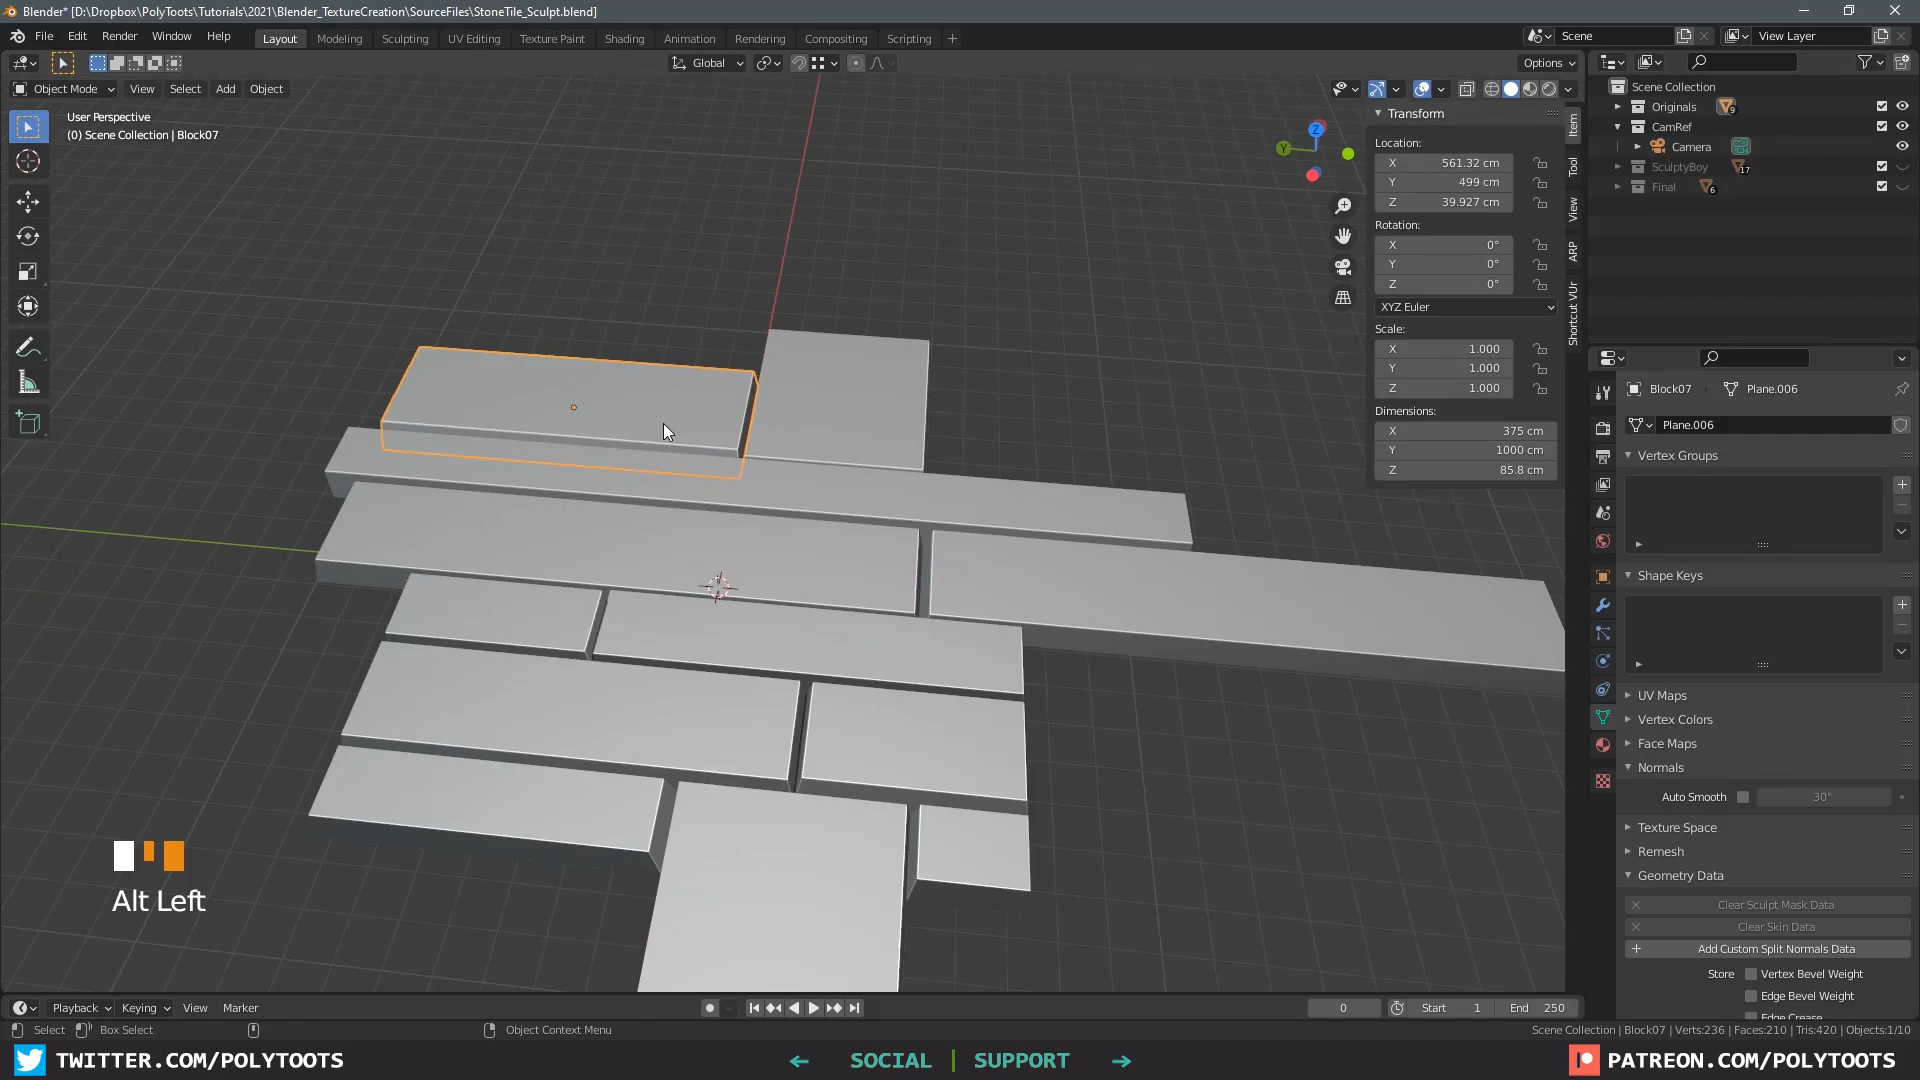 Blender* [D:\Dropbox\PolyToots\Tutorials\2021\Blender_TextureCreation\SourceFiles\StoneTile_Sculpt.blend]
File Edit Render Window Help
Layout Modeling Sculpting UV Editing Texture Paint Shading Animation Rendering Compositing Scripting
Scene View Layer
Global Options
Object Mode View Select Add Object
User Perspective
(0) Scene Collection | Block07
Transform
Location:
X 561.32 cm
Y 499 cm
Z 39.927 cm
Rotation:
X 0°
Y 0°
Z 0°
XYZ Euler
Scale:
X 1.000
Y 1.000
Z 1.000
Dimensions:
X 375 cm
Y 1000 cm
Z 85.8 cm
Item
Tool
View
ARP
Shortcut VUr
Z
Y
Scene Collection
Originals 9
CamRef
Camera
SculptyBoy 17
Final 6
Block07 Plane.006
Plane.006
Vertex Groups
Shape Keys
UV Maps
Vertex Colors
Face Maps
Normals
Auto Smooth 30°
Texture Space
Remesh
Geometry Data
Clear Sculpt Mask Data
Clear Skin Data
Add Custom Split Normals Data
Store Vertex Bevel Weight
Edge Bevel Weight
Edge Crease
Alt Left
Playback Keying View Marker
0 Start 1 End 250
Select Box Select Object Context Menu
Scene Collection | Block07 | Verts:236 | Faces:210 | Tris:420 | Objects:1/10
TWITTER.COM/POLYTOOTS
← SOCIAL | SUPPORT →
PATREON.COM/POLYTOOTS